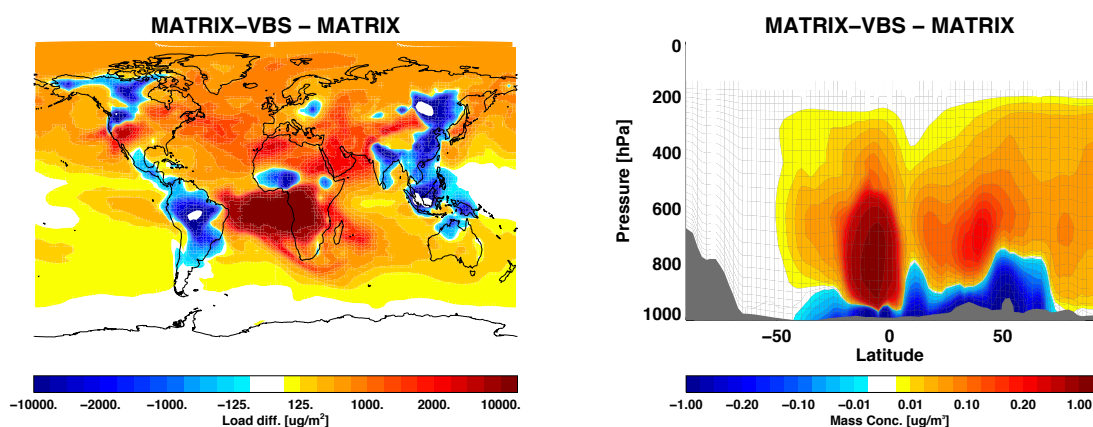 MATRIX−VBS − MATRIX
−10000. −2000. −1000 −125. 125. 1000. 2000. 10000.
Load diff. [ug/m²]
MATRIX−VBS − MATRIX
Pressure [hPa]
0
200
400
600
800
1000
−50 0 50
Latitude
−1.00 −0.20 −0.10 −0.01 0.01 0.10 0.20 1.00
Mass Conc. [ug/m³]